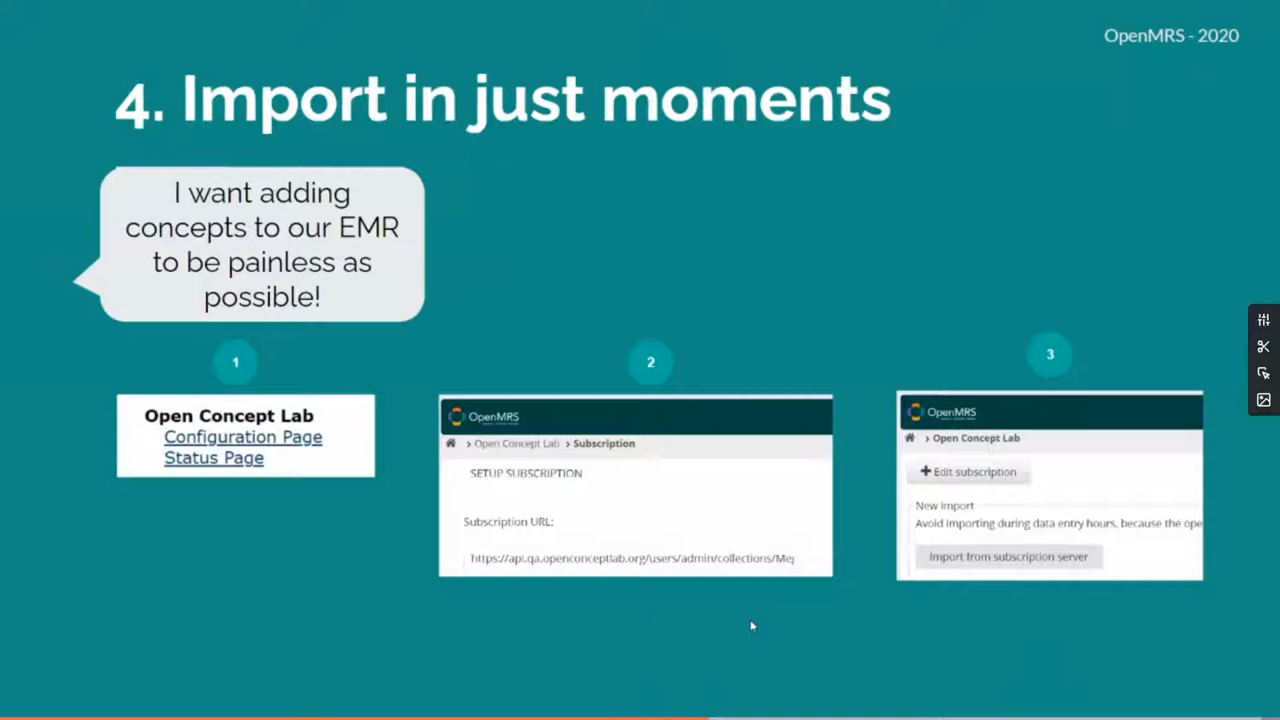 OpenMRS - 2020
4. Import in just moments
I want adding
concepts to our EMR
to be painless as
possible!
1
2
3
Open Concept Lab
Configuration Page
Status Page
OpenMRS
Open Concept Lab > Subscription
SETUP SUBSCRIPTION
Subscription URL:
https://api.qa.openconceptlab.org/users/admin/collections/Me
OpenMRS
> Open Concept Lab
+ Edit subscription
New import
Avoid importing during data entry hours, because the ope
Import from subscription server